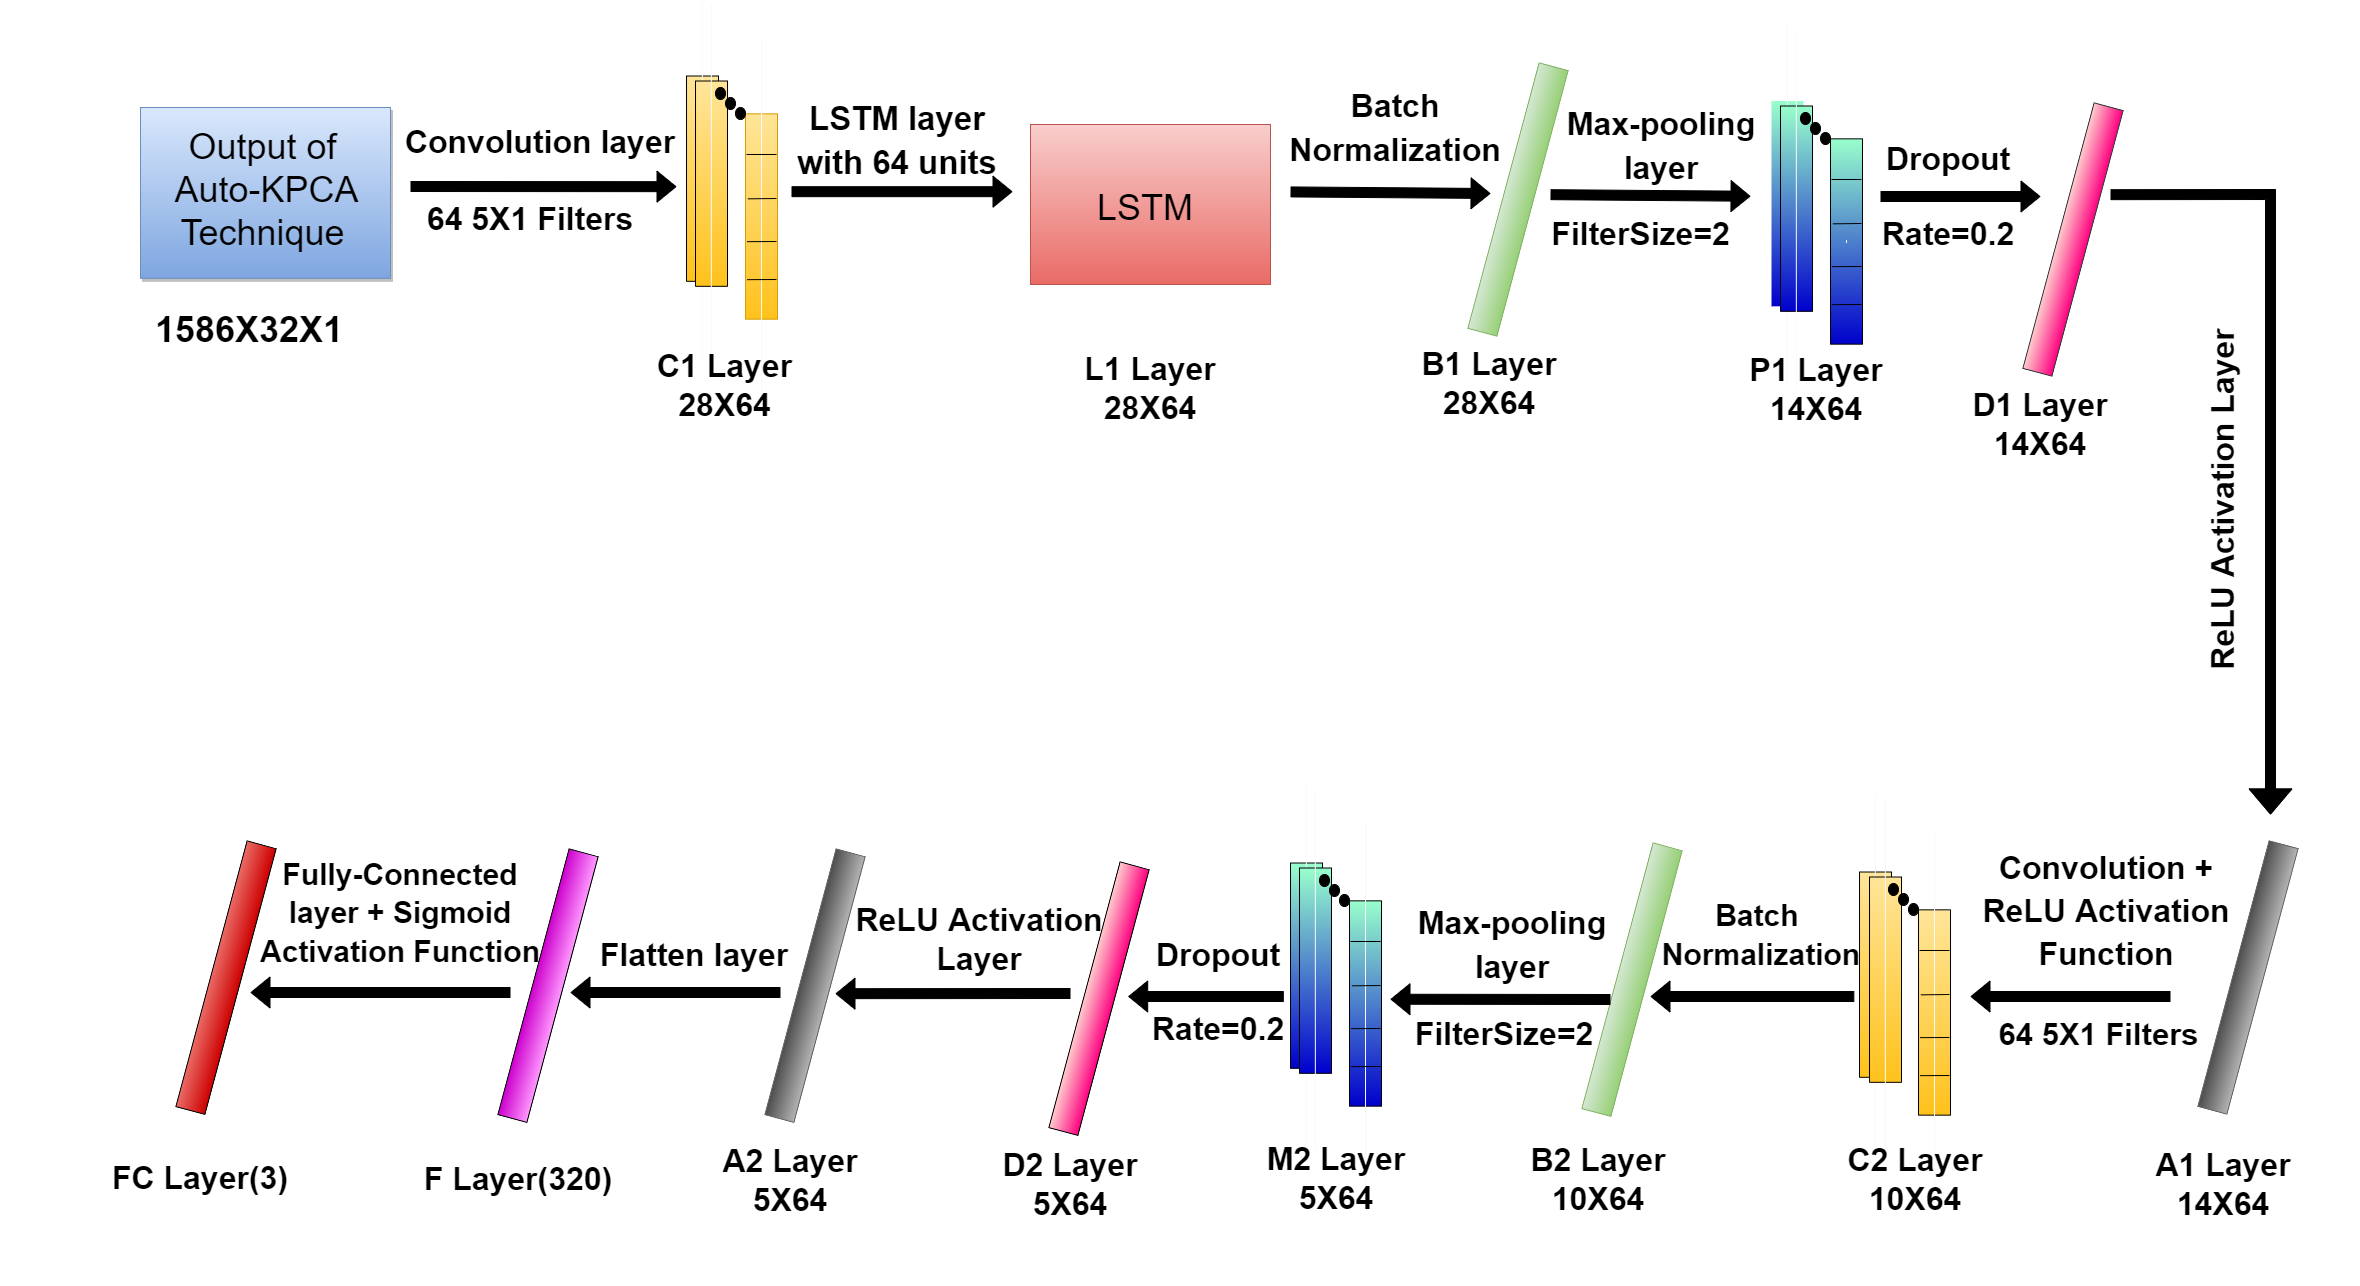 Output of
Auto-KPCA
Technique
1586X32X1
Convolution layer
64 5X1 Filters
C1 Layer
28X64
LSTM layer
with 64 units
LSTM
L1 Layer
28X64
Batch
Normalization
B1 Layer
28X64
Max-pooling
layer
FilterSize=2
P1 Layer
14X64
Dropout
Rate=0.2
D1 Layer
14X64
ReLU Activation Layer
A1 Layer
14X64
Convolution +
ReLU Activation
Function
64 5X1 Filters
C2 Layer
10X64
Batch
Normalization
B2 Layer
10X64
Max-pooling
layer
FilterSize=2
M2 Layer
5X64
Dropout
Rate=0.2
D2 Layer
5X64
ReLU Activation
Layer
A2 Layer
5X64
Flatten layer
F Layer(320)
Fully-Connected
layer + Sigmoid
Activation Function
FC Layer(3)